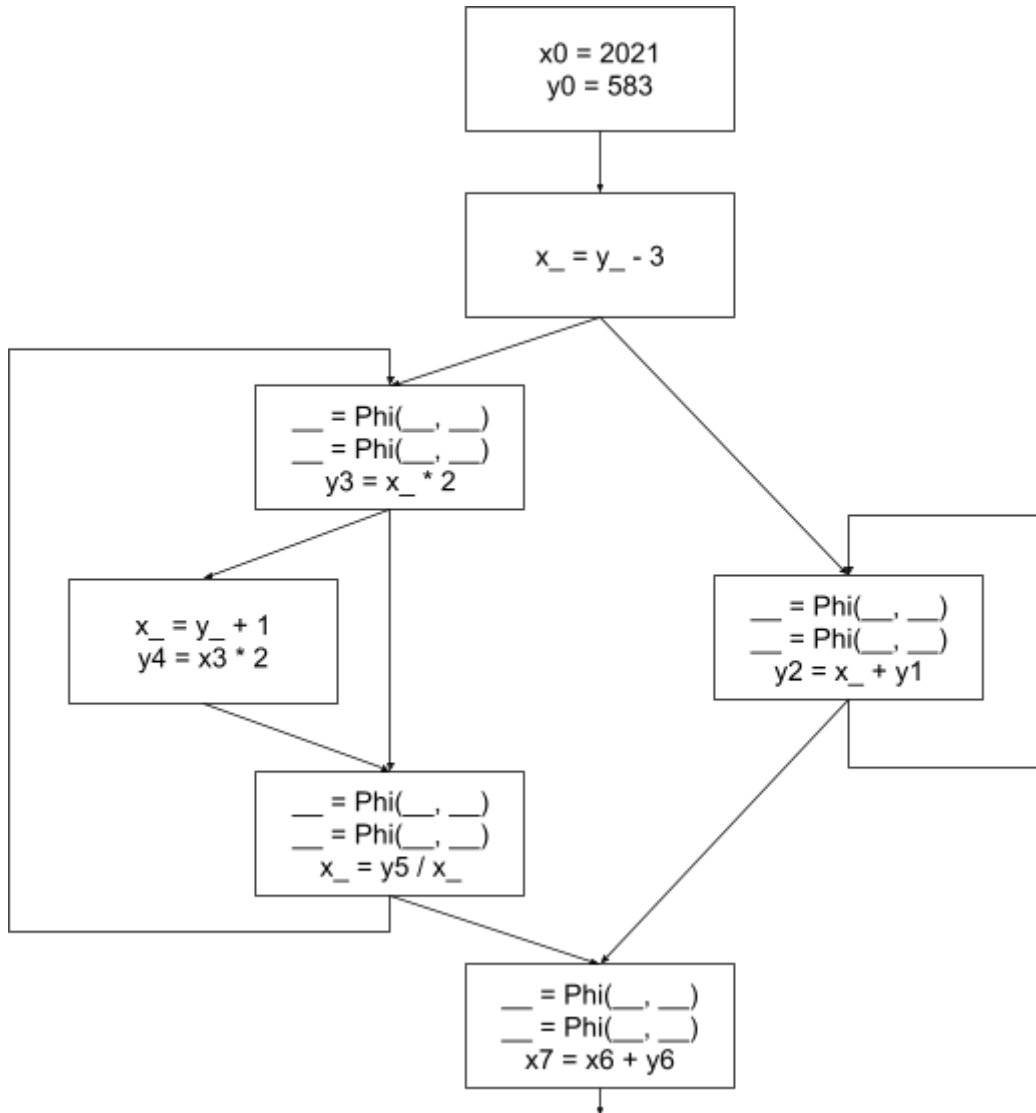 x0 = 2021
y0 = 583
x_ = y_ - 3
__ = Phi(__, __)
__ = Phi(__, __)
y3 = x_ * 2
x_ = y_ + 1
y4 = x3 * 2
__ = Phi(__, __)
__ = Phi(__, __)
y2 = x_ + y1
__ = Phi(__, __)
__ = Phi(__, __)
x_ = y5 / x_
__ = Phi(__, __)
__ = Phi(__, __)
x7 = x6 + y6